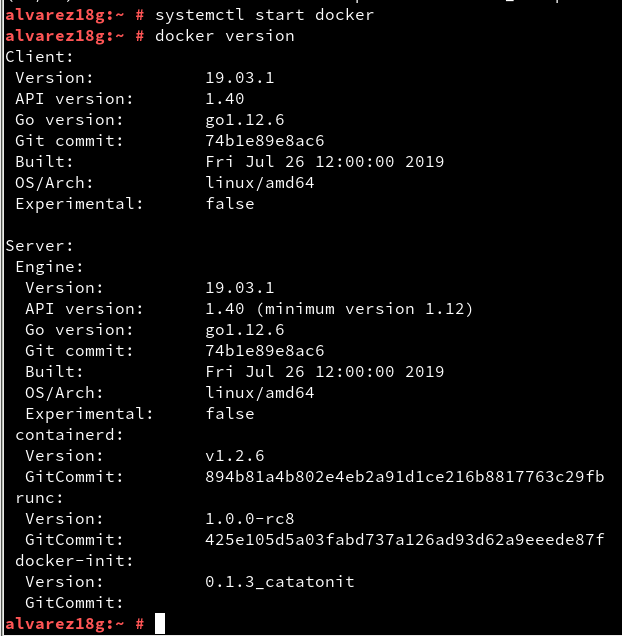 alvarez18g:~ # systemctl start docker
alvarez18g:~ # docker version
Client:
 Version:           19.03.1
 API version:       1.40
 Go version:        go1.12.6
 Git commit:        74b1e89e8ac6
 Built:             Fri Jul 26 12:00:00 2019
 OS/Arch:           linux/amd64
 Experimental:      false

Server:
 Engine:
  Version:          19.03.1
  API version:      1.40 (minimum version 1.12)
  Go version:       go1.12.6
  Git commit:       74b1e89e8ac6
  Built:            Fri Jul 26 12:00:00 2019
  OS/Arch:          linux/amd64
  Experimental:     false
 containerd:
  Version:          v1.2.6
  GitCommit:        894b81a4b802e4eb2a91d1ce216b8817763c29fb
 runc:
  Version:          1.0.0-rc8
  GitCommit:        425e105d5a03fabd737a126ad93d62a9eeede87f
 docker-init:
  Version:          0.1.3_catatonit
  GitCommit:
alvarez18g:~ #